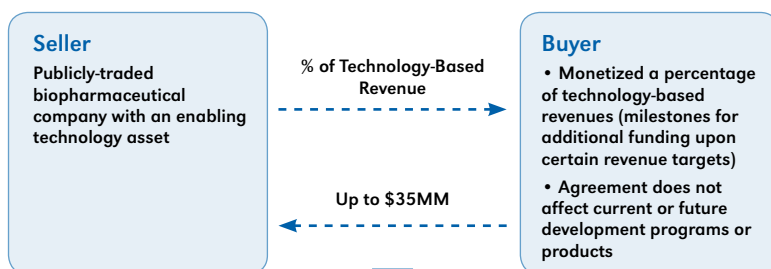 Seller
Publicly-traded
biopharmaceutical
company with an enabling
technology asset
% of Technology-Based
Revenue
Up to $35MM
Buyer
• Monetized a percentage
of technology-based
revenues (milestones for
additional funding upon
certain revenue targets)
• Agreement does not
affect current or future
development programs or
products